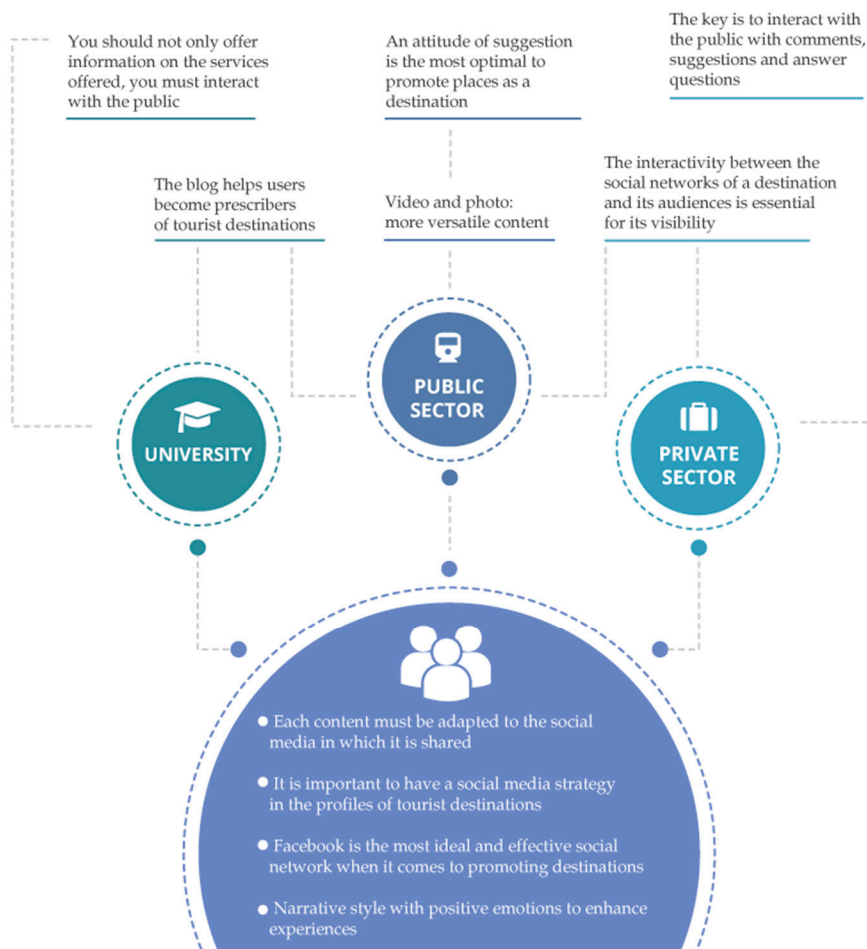 You should not only offer
information on the services
offered, you must interact
with the public
An attitude of suggestion
is the most optimal to
promote places as a
destination
The key is to interact with
the public with comments,
suggestions and answer
questions
The blog helps users
become prescribers
of tourist destinations
Video and photo:
more versatile content
The interactivity between the
social networks of a destination
and its audiences is essential
for its visibility
UNIVERSITY
PUBLIC
SECTOR
PRIVATE
SECTOR
Each content must be adapted to the social
media in which it is shared
It is important to have a social media strategy
in the profiles of tourist destinations
Facebook is the most ideal and effective social
network when it comes to promoting destinations
Narrative style with positive emotions to enhance
experiences